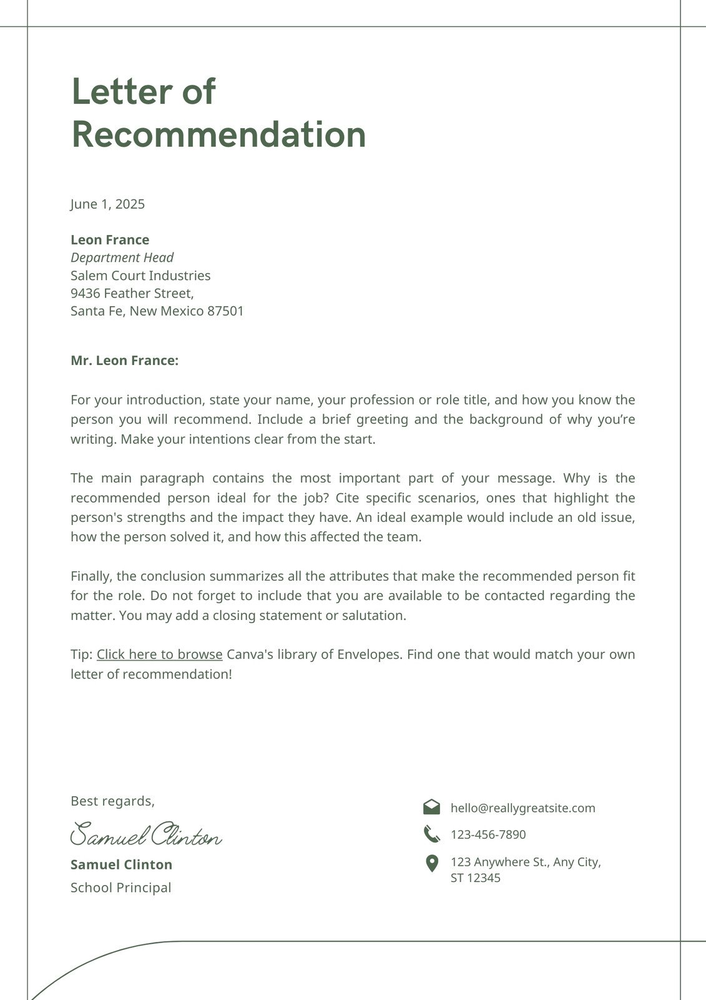 Letter of
Recommendation
June 1, 2025
Leon France
Department Head
Salem Court Industries
9436 Feather Street,
Santa Fe, New Mexico 87501
Mr. Leon France:
For your introduction, state your name, your profession or role title, and how you know the
person you will recommend. Include a brief greeting and the background of why you’re
writing. Make your intentions clear from the start.
The main paragraph contains the most important part of your message. Why is the
recommended person ideal for the job? Cite specific scenarios, ones that highlight the
person's strengths and the impact they have. An ideal example would include an old issue,
how the person solved it, and how this affected the team.
Finally, the conclusion summarizes all the attributes that make the recommended person fit
for the role. Do not forget to include that you are available to be contacted regarding the
matter. You may add a closing statement or salutation.
Tip: Click here to browse Canva's library of Envelopes. Find one that would match your own
letter of recommendation!
Best regards,
Samuel Clinton
Samuel Clinton
School Principal
hello@reallygreatsite.com
123-456-7890
123 Anywhere St., Any City,
ST 12345